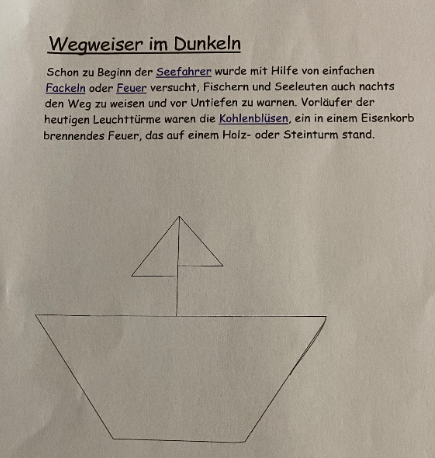 Wegweiser im Dunkeln
Schon zu Beginn der Seefahrer wurde mit Hilfe von einfachen
Fackeln oder Feuer versucht, Fischern und Seeleuten auch nachts
den Weg zu weisen und vor Untiefen zu warnen. Vorläufer der
heutigen Leuchttürme waren die Kohlenblüsen, ein in einem Eisenkorb
brennendes Feuer, das auf einem Holz- oder Steinturm stand.